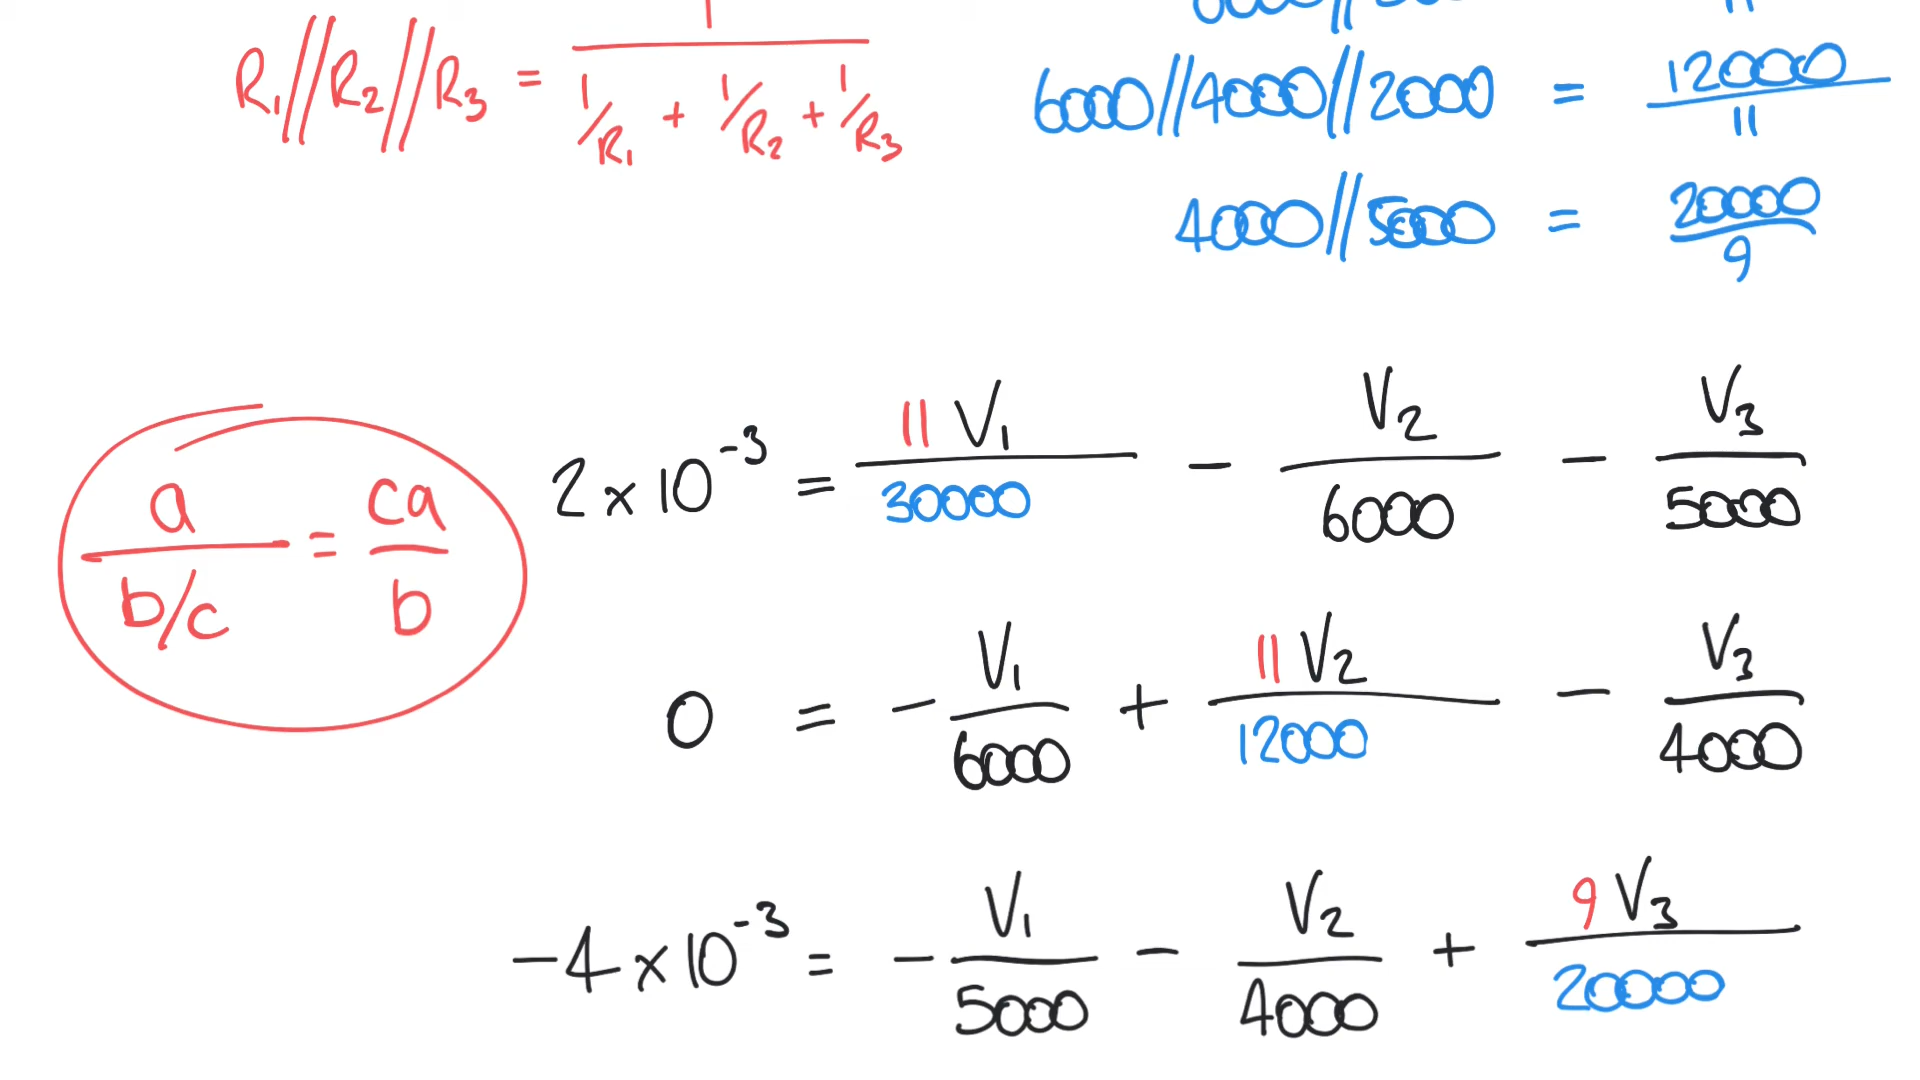 R₁//R₂//R₃ = 1 / (1/R₁ + 1/R₂ + 1/R₃)
6000//4000//2000 = 12000/11
4000//5000 = 20000/9
a/(b/c) = ca/b
2 x 10⁻³ = 11V₁/30000 - V₂/6000 - V₃/5000
0 = - V₁/6000 + 11V₂/12000 - V₃/4000
-4 x 10⁻³ = - V₁/5000 - V₂/4000 + 9V₃/20000